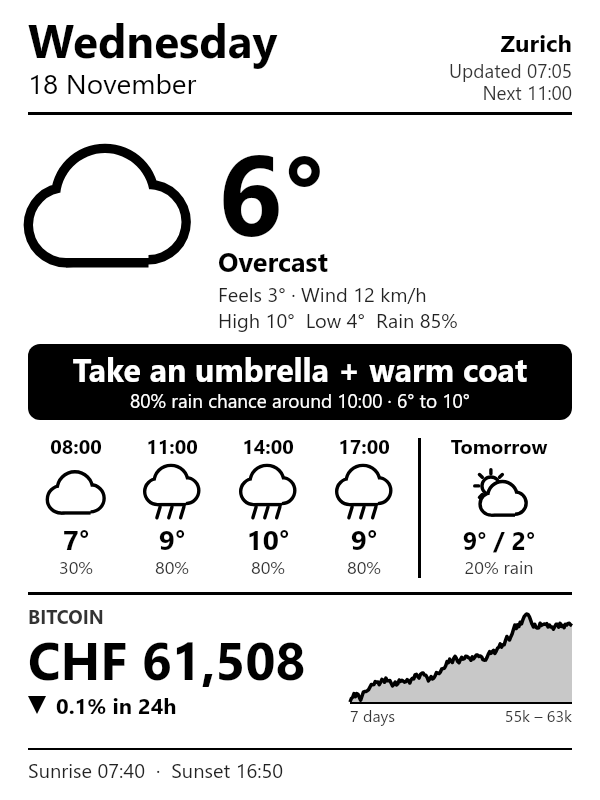 Wednesday
18 November
Zurich
Updated 07:05
Next 11:00
6°
Overcast
Feels 3° · Wind 12 km/h
High 10°  Low 4°  Rain 85%
Take an umbrella + warm coat
80% rain chance around 10:00 · 6° to 10°
08:00 11:00 14:00 17:00 Tomorrow
7° 9° 10° 9° 9° / 2°
30% 80% 80% 80% 20% rain
BITCOIN
CHF 61,508
▼ 0.1% in 24h
7 days 55k – 63k
Sunrise 07:40 · Sunset 16:50